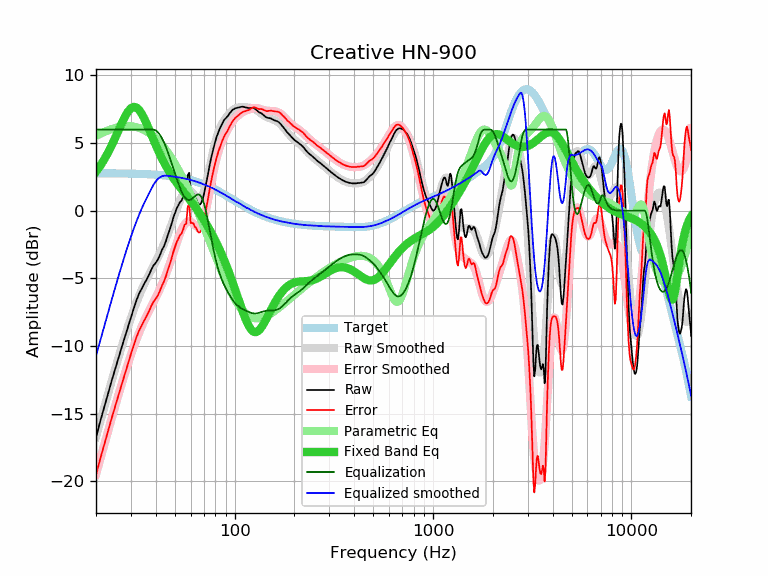 Creative HN-900
10
5
0
−5
−10
−15
−20
Amplitude (dBr)
Target
Raw Smoothed
Error Smoothed
Raw
Error
Parametric Eq
Fixed Band Eq
Equalization
Equalized smoothed
100
1000
10000
Frequency (Hz)